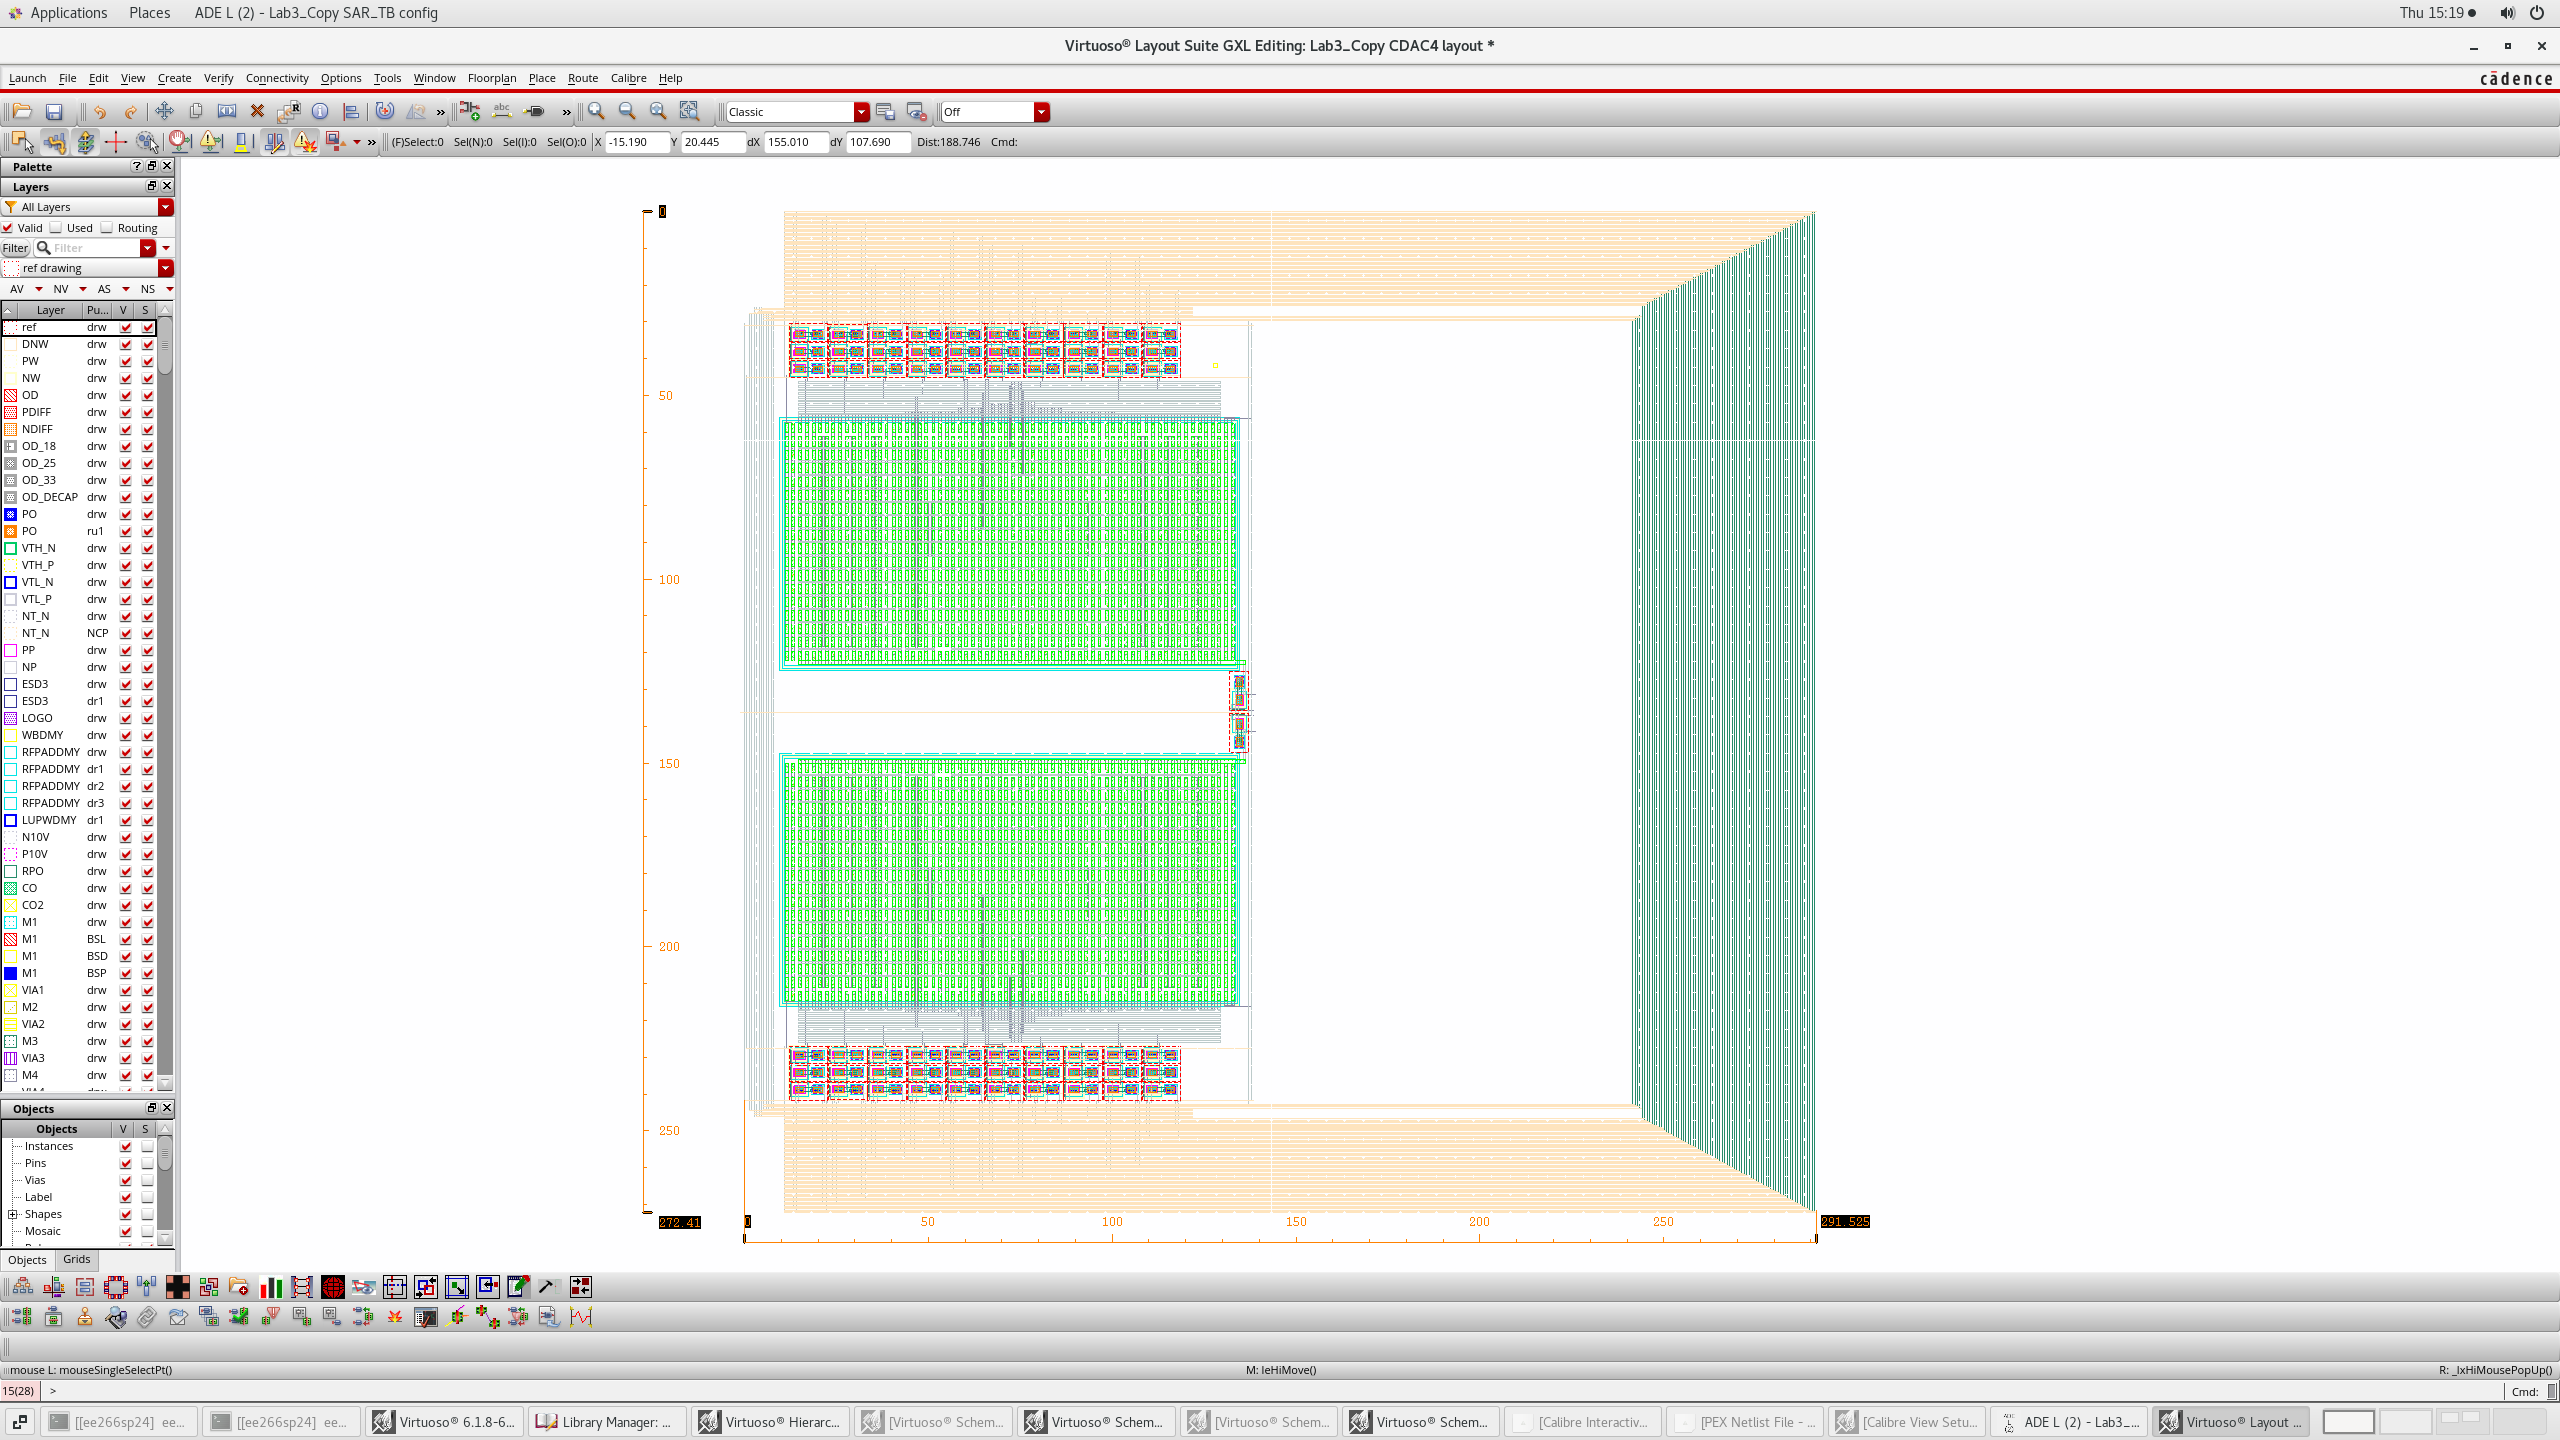 Applications Places ADE L (2) - Lab3_Copy SAR_TB config Thu 15:19
Virtuoso® Layout Suite GXL Editing: Lab3_Copy CDAC4 layout *
Launch File Edit View Create Verify Connectivity Options Tools Window Floorplan Place Route Calibre Help cādence
Classic Off
(F)Select:0 Sel(N):0 Sel(I):0 Sel(O):0 X -15.190 Y 20.445 dX 155.010 dY 107.690 Dist:188.746 Cmd:
Palette
Layers
All Layers
Valid Used Routing
Filter Filter
ref drawing
AV NV AS NS
Layer Pu... V S
ref drw
DNW drw
PW drw
NW drw
OD drw
PDIFF drw
NDIFF drw
OD_18 drw
OD_25 drw
OD_33 drw
OD_DECAP drw
PO drw
PO ru1
VTH_N drw
VTH_P drw
VTL_N drw
VTL_P drw
NT_N drw
NT_N NCP
PP drw
NP drw
ESD3 drw
ESD3 dr1
LOGO drw
WBDMY drw
RFPADDMY drw
RFPADDMY dr1
RFPADDMY dr2
RFPADDMY dr3
LUPWDMY dr1
N10V drw
P10V drw
RPO drw
CO drw
CO2 drw
M1 drw
M1 BSL
M1 BSD
M1 BSP
VIA1 drw
M2 drw
VIA2 drw
M3 drw
VIA3 drw
M4 drw
Objects
Objects V S
Instances
Pins
Vias
Label
Shapes
Mosaic
Objects Grids
0
50
100
150
200
250
272.41
0 50 100 150 200 250 291.525
mouse L: mouseSingleSelectPt() M: leHiMove() R: _lxHiMousePopUp()
15(28) > Cmd:
[[ee266sp24] ee... [[ee266sp24] ee... Virtuoso® 6.1.8-6... Library Manager: ... Virtuoso® Hierarc... [Virtuoso® Schem... Virtuoso® Schem... [Virtuoso® Schem... Virtuoso® Schem... [Calibre Interactiv... [PEX Netlist File - ... [Calibre View Setu... ADE L (2) - Lab3_... Virtuoso® Layout ...